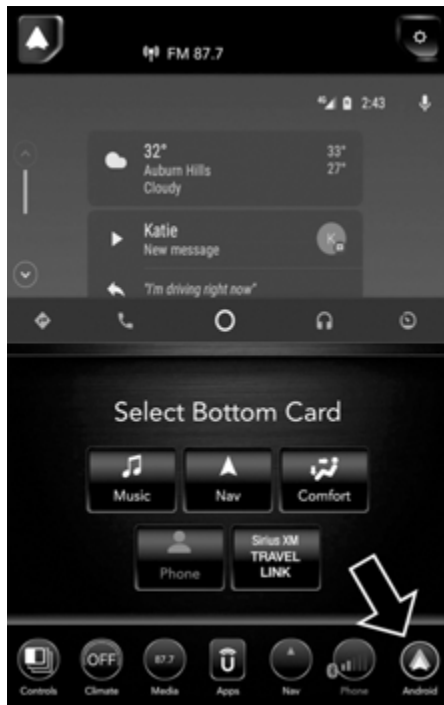 FM 87.7
4G 2:43
32° 33°
Auburn Hills 27°
Cloudy
Katie K
New message
"I'm driving right now"
Select Bottom Card
Music Nav Comfort
Phone Sirius XM
TRAVEL
LINK
OFF 87.7 Ü
Controls Climate Media Apps Nav Phone Android